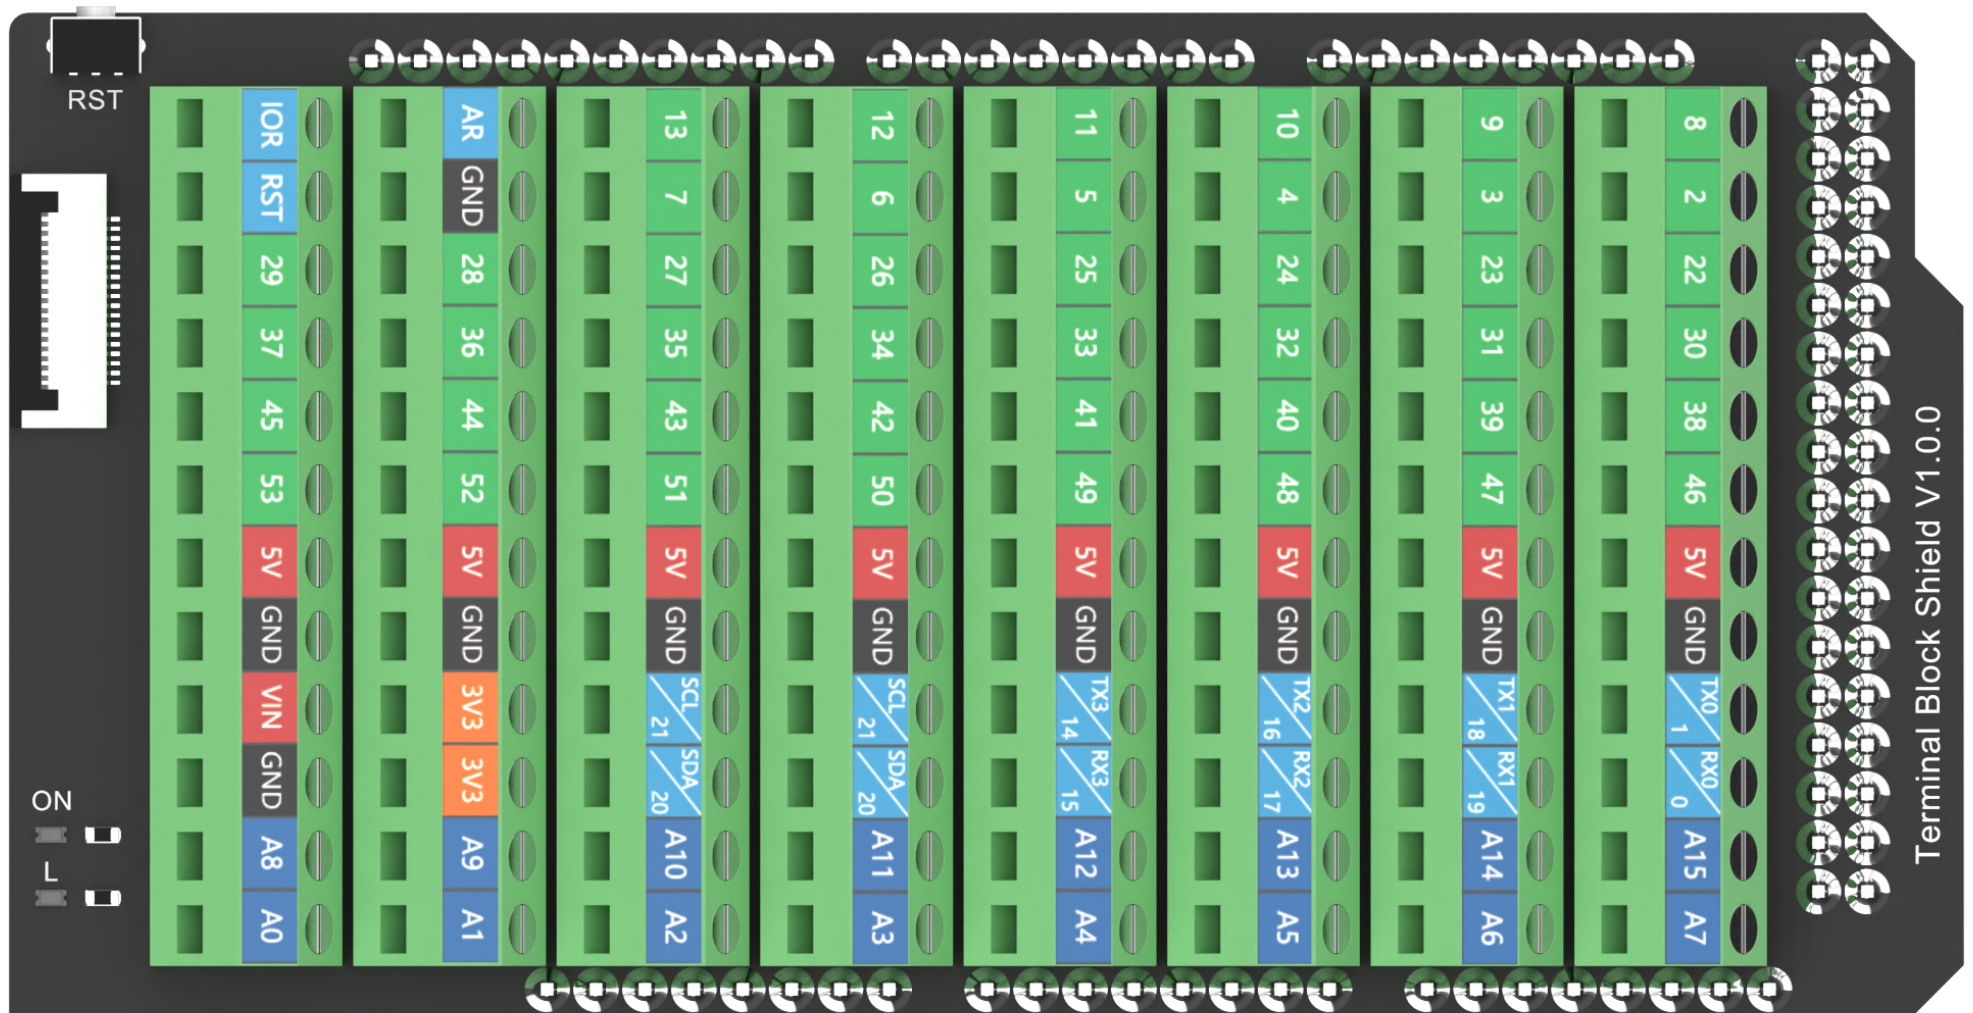 RST
IOR AR 13 12 11 10 9 8
RST GND 7 6 5 4 3 2
29 28 27 26 25 24 23 22
37 36 35 34 33 32 31 30
45 44 43 42 41 40 39 38
53 52 51 50 49 48 47 46
5V 5V 5V 5V 5V 5V 5V 5V
GND GND GND GND GND GND GND GND
VIN 3V3 SCL 21 SCL 21 TX3 14 TX2 16 TX1 18 TX0 1
GND 3V3 SDA 20 SDA 20 RX3 15 RX2 17 RX1 19 RX0 0
A8 A9 A10 A11 A12 A13 A14 A15
A0 A1 A2 A3 A4 A5 A6 A7
ON
L
Terminal Block Shield V1.0.0